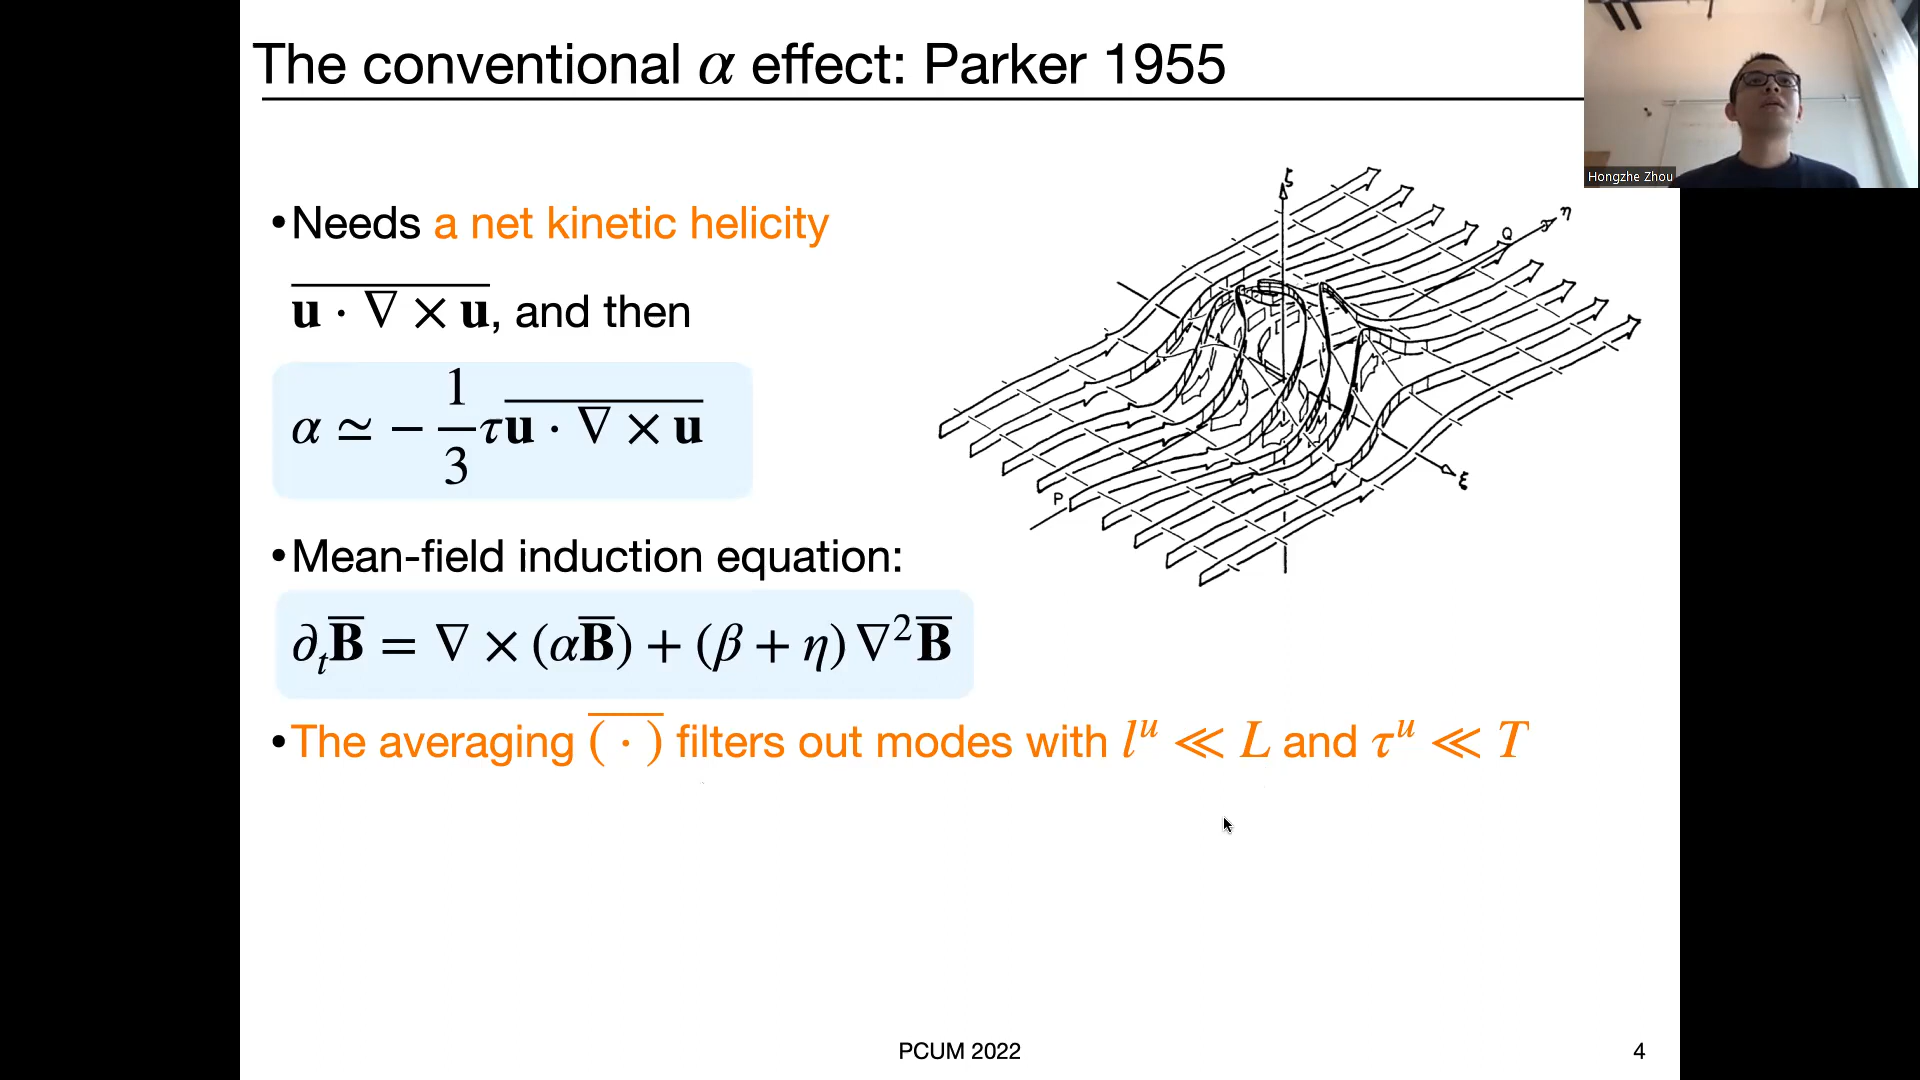 The conventional α effect: Parker 1955
Hongzhe Zhou
•Needs a net kinetic helicity
u · ∇ × u, and then
α ≃ − 1/3 τ u · ∇ × u
•Mean-field induction equation:
∂ₜB̅ = ∇ × (αB̅) + (β + η) ∇²B̅
•The averaging (·) filters out modes with lᵘ ≪ L and τᵘ ≪ T
ζ
η
Q
ξ
P
PCUM 2022
4